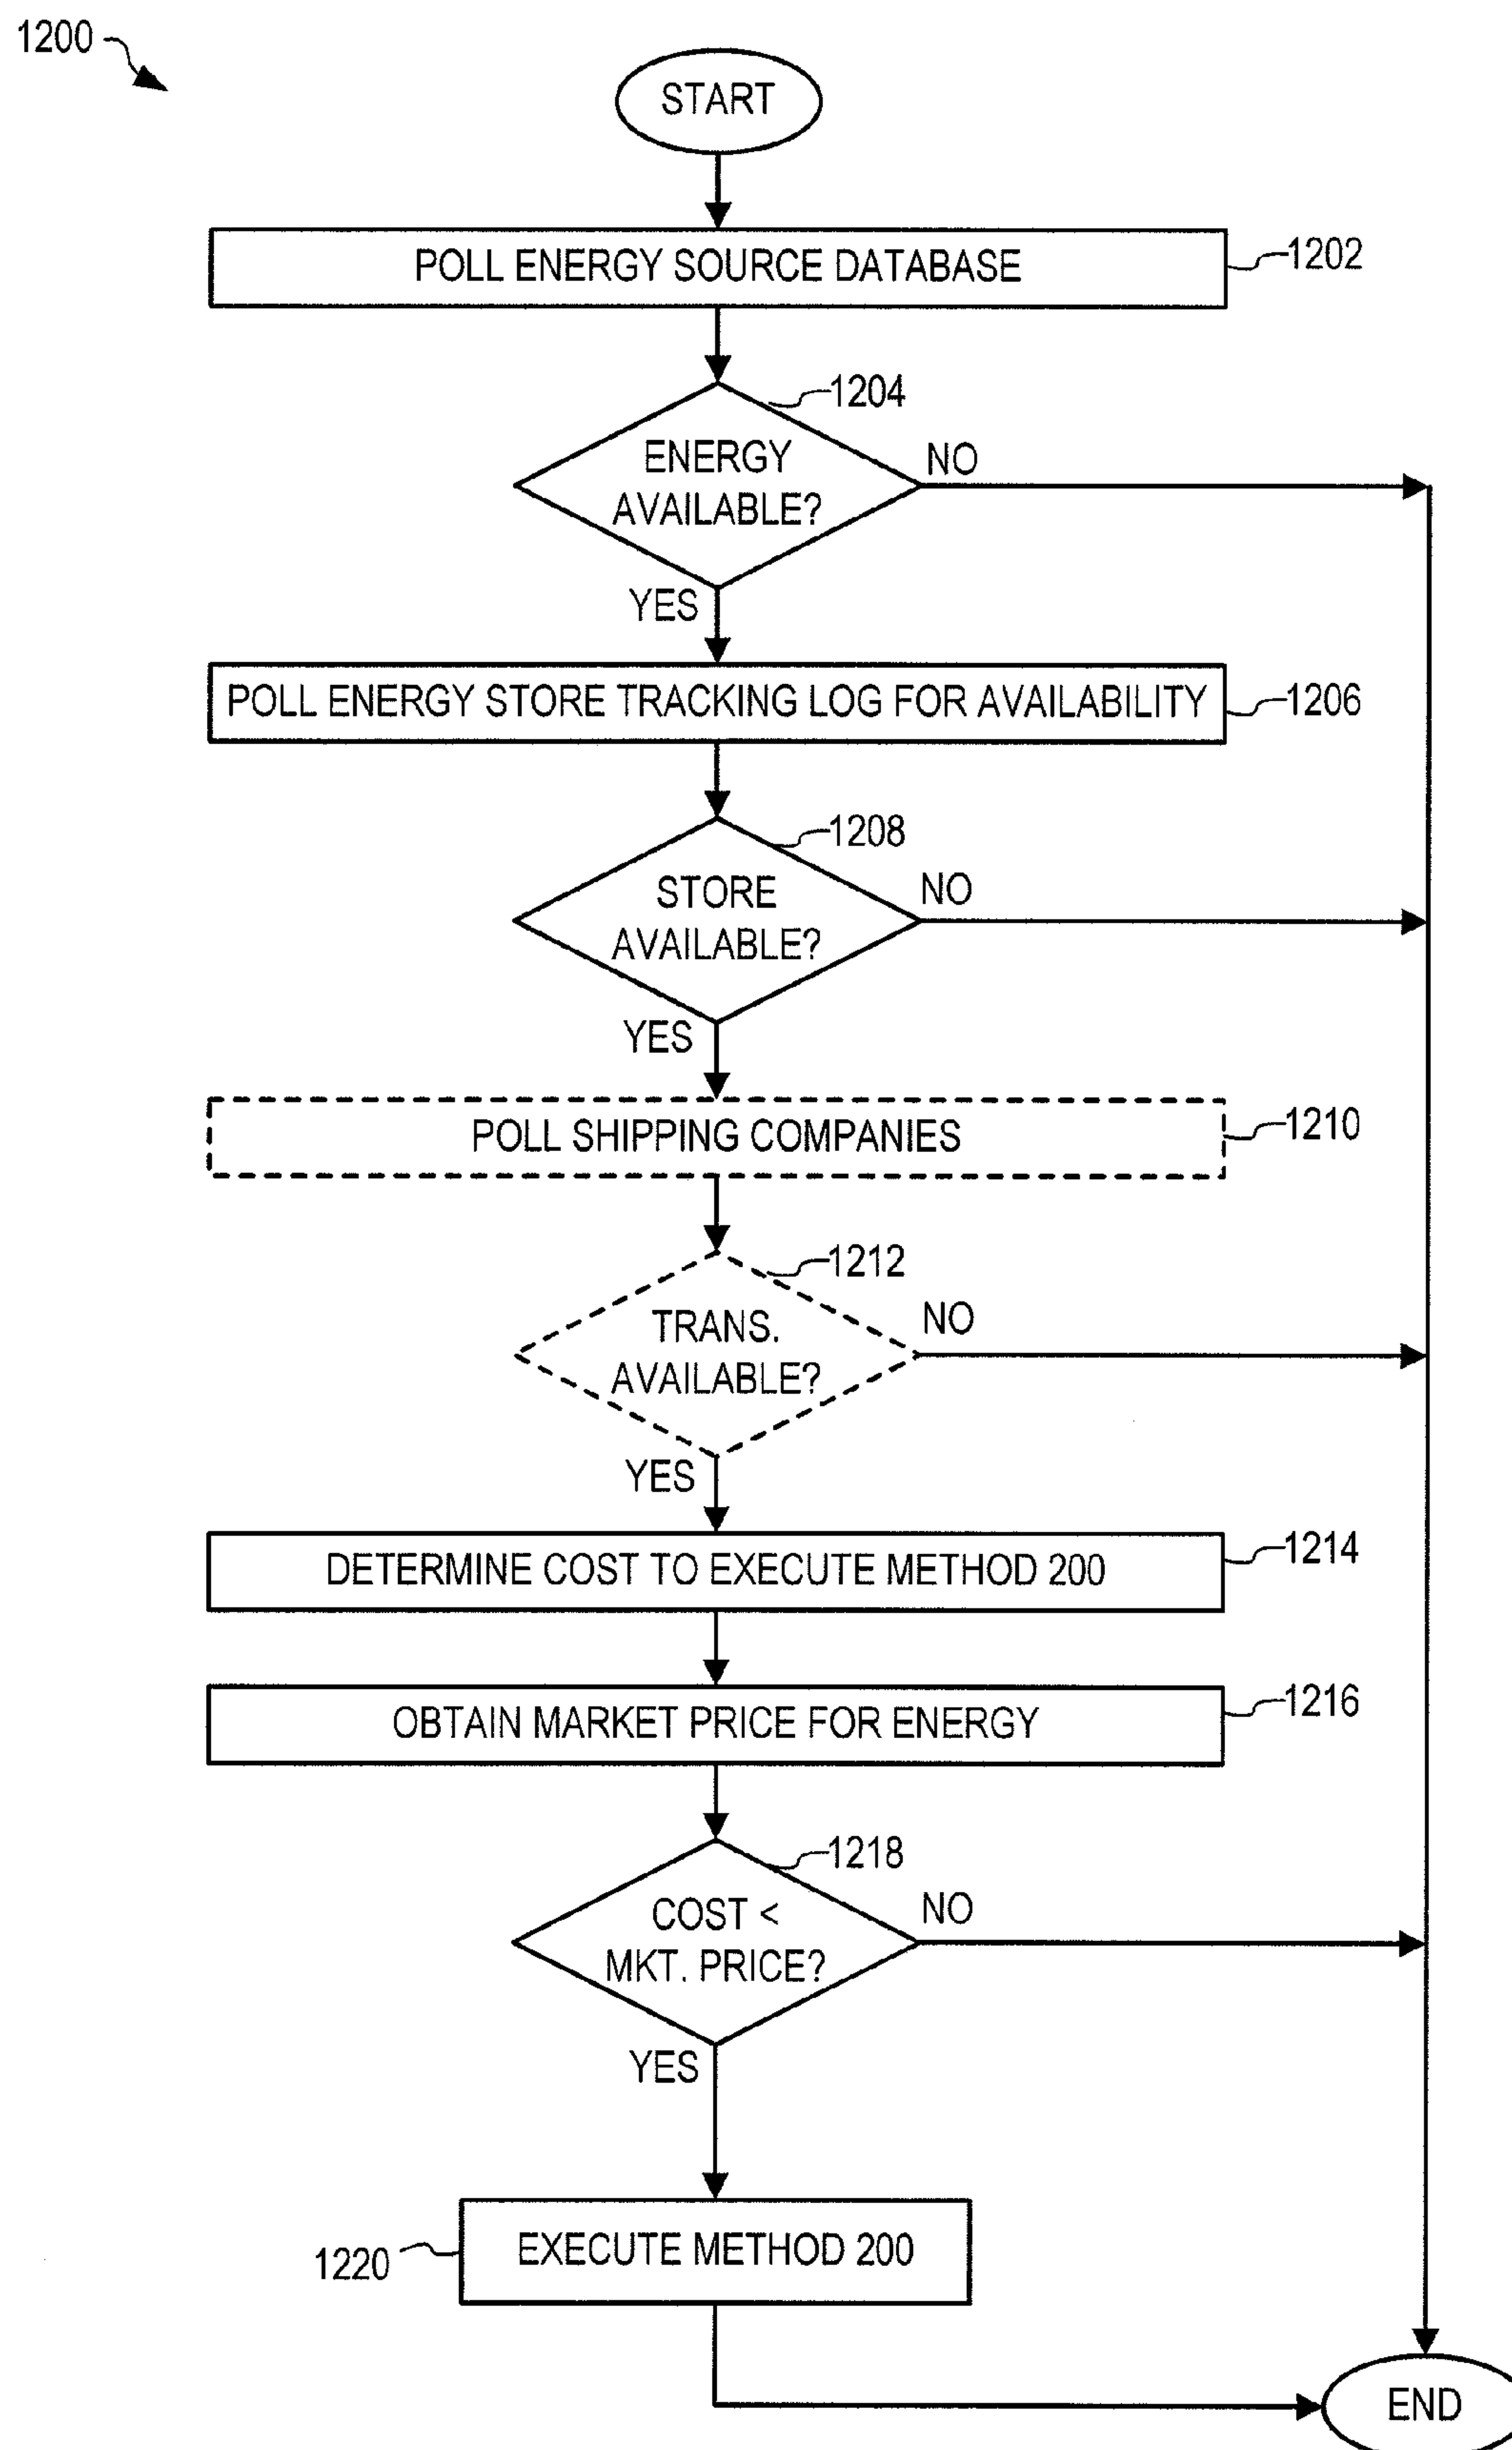 1200
START
POLL ENERGY SOURCE DATABASE
1202
1204
ENERGY
AVAILABLE?
NO
YES
POLL ENERGY STORE TRACKING LOG FOR AVAILABILITY
1206
1208
STORE
AVAILABLE?
NO
YES
POLL SHIPPING COMPANIES
1210
1212
TRANS.
AVAILABLE?
NO
YES
DETERMINE COST TO EXECUTE METHOD 200
1214
OBTAIN MARKET PRICE FOR ENERGY
1216
1218
COST <
MKT. PRICE?
NO
YES
EXECUTE METHOD 200
1220
END